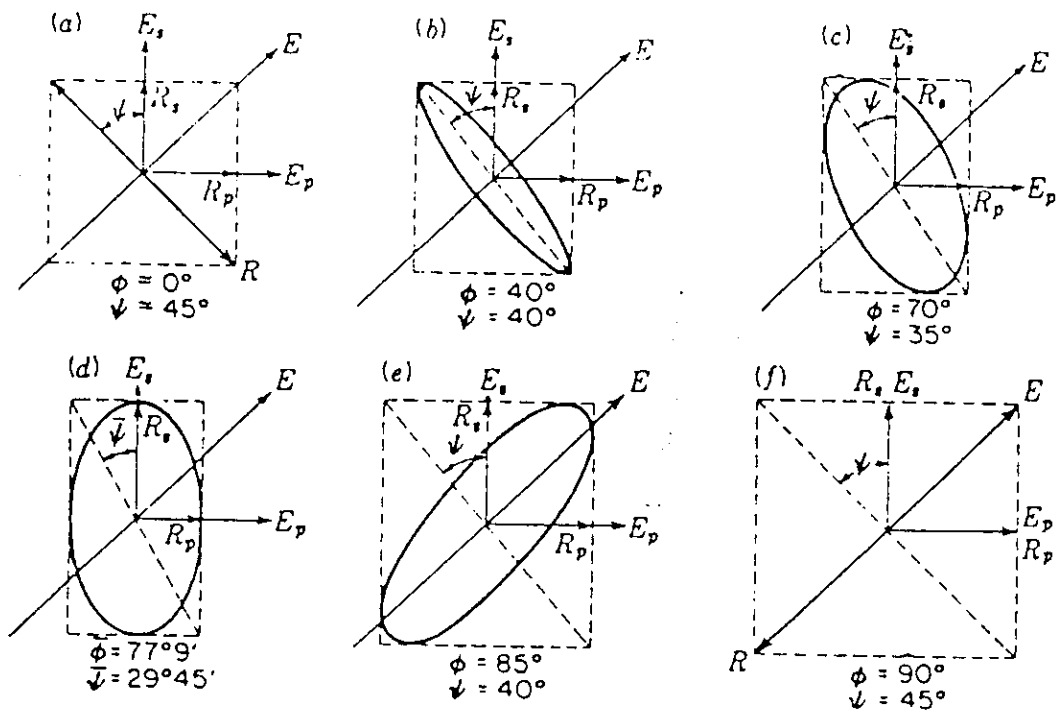 (a)
E_s
E
R_s
ψ
R_p
E_p
R
φ = 0°
ψ = 45°
(b)
E_s
E
ψ
R_s
R_p
E_p
φ = 40°
ψ = 40°
(c)
E_s
E
ψ
R_s
E_p
R_p
φ = 70°
ψ = 35°
(d)
E_s
E
ψ̄
R_s
R_p
E_p
φ̄ = 77°9′
ψ̄ = 29°45′
(e)
E_s
E
R_s
ψ
R_p
E_p
φ = 85°
ψ = 40°
(f)
R_s E_s
E
ψ
E_p
R_p
R
φ = 90°
ψ = 45°